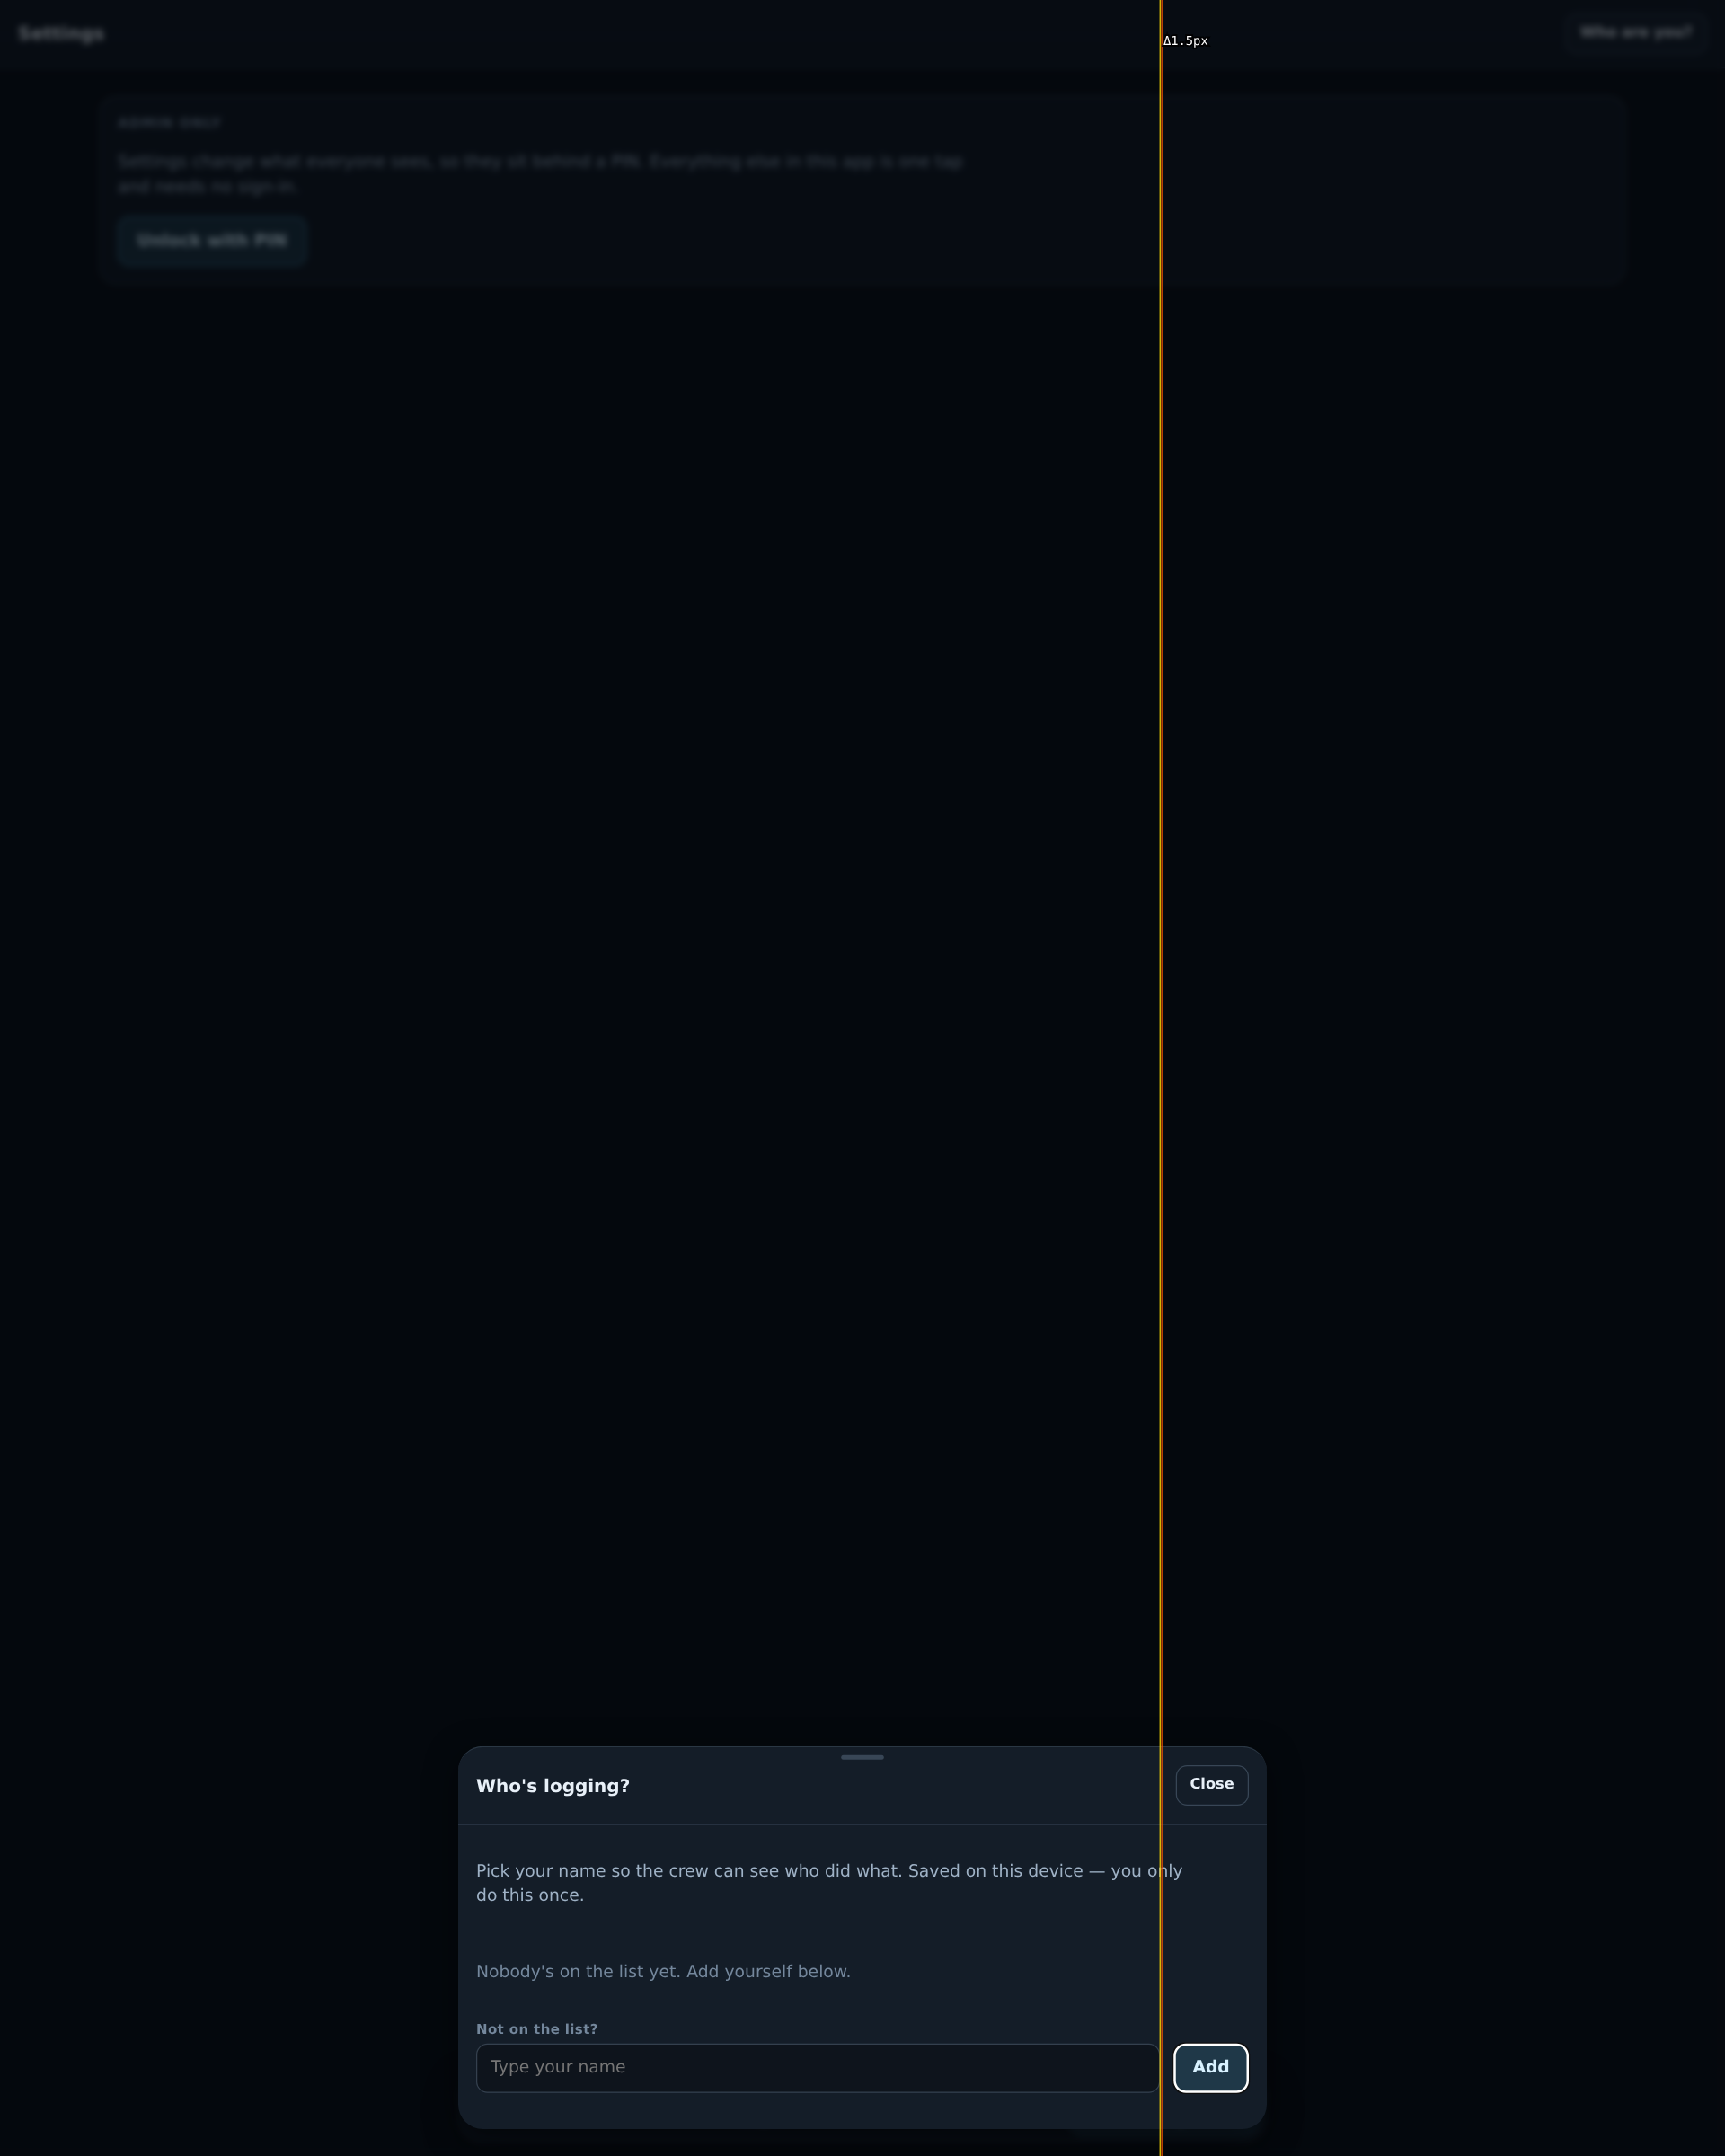 Settings
Who are you?
Δ1.5px
ADMIN ONLY
Settings change what everyone sees, so they sit behind a PIN. Everything else in this app is one tap
and needs no sign-in.
Unlock with PIN
Who's logging?
Close
Pick your name so the crew can see who did what. Saved on this device — you only
do this once.
Nobody's on the list yet. Add yourself below.
Not on the list?
Type your name
Add